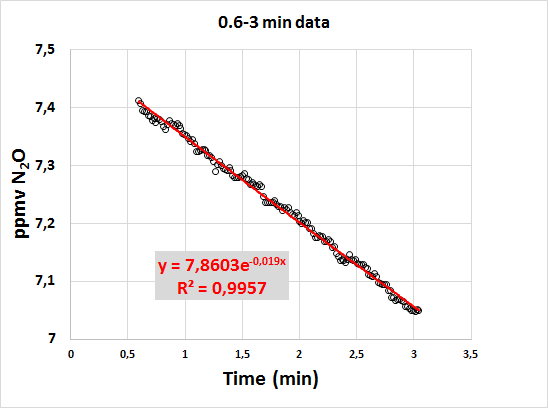 0.6-3 min data
ppmv N₂O
7,5
7,4
7,3
7,2
7,1
7
y = 7,8603e^-0,019x
R² = 0,9957
0 0,5 1 1,5 2 2,5 3 3,5
Time (min)